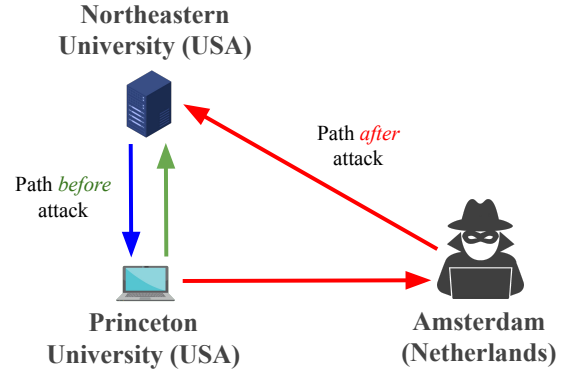 Northeastern
University (USA)
Path after
attack
Path before
attack
Princeton
University (USA)
Amsterdam
(Netherlands)